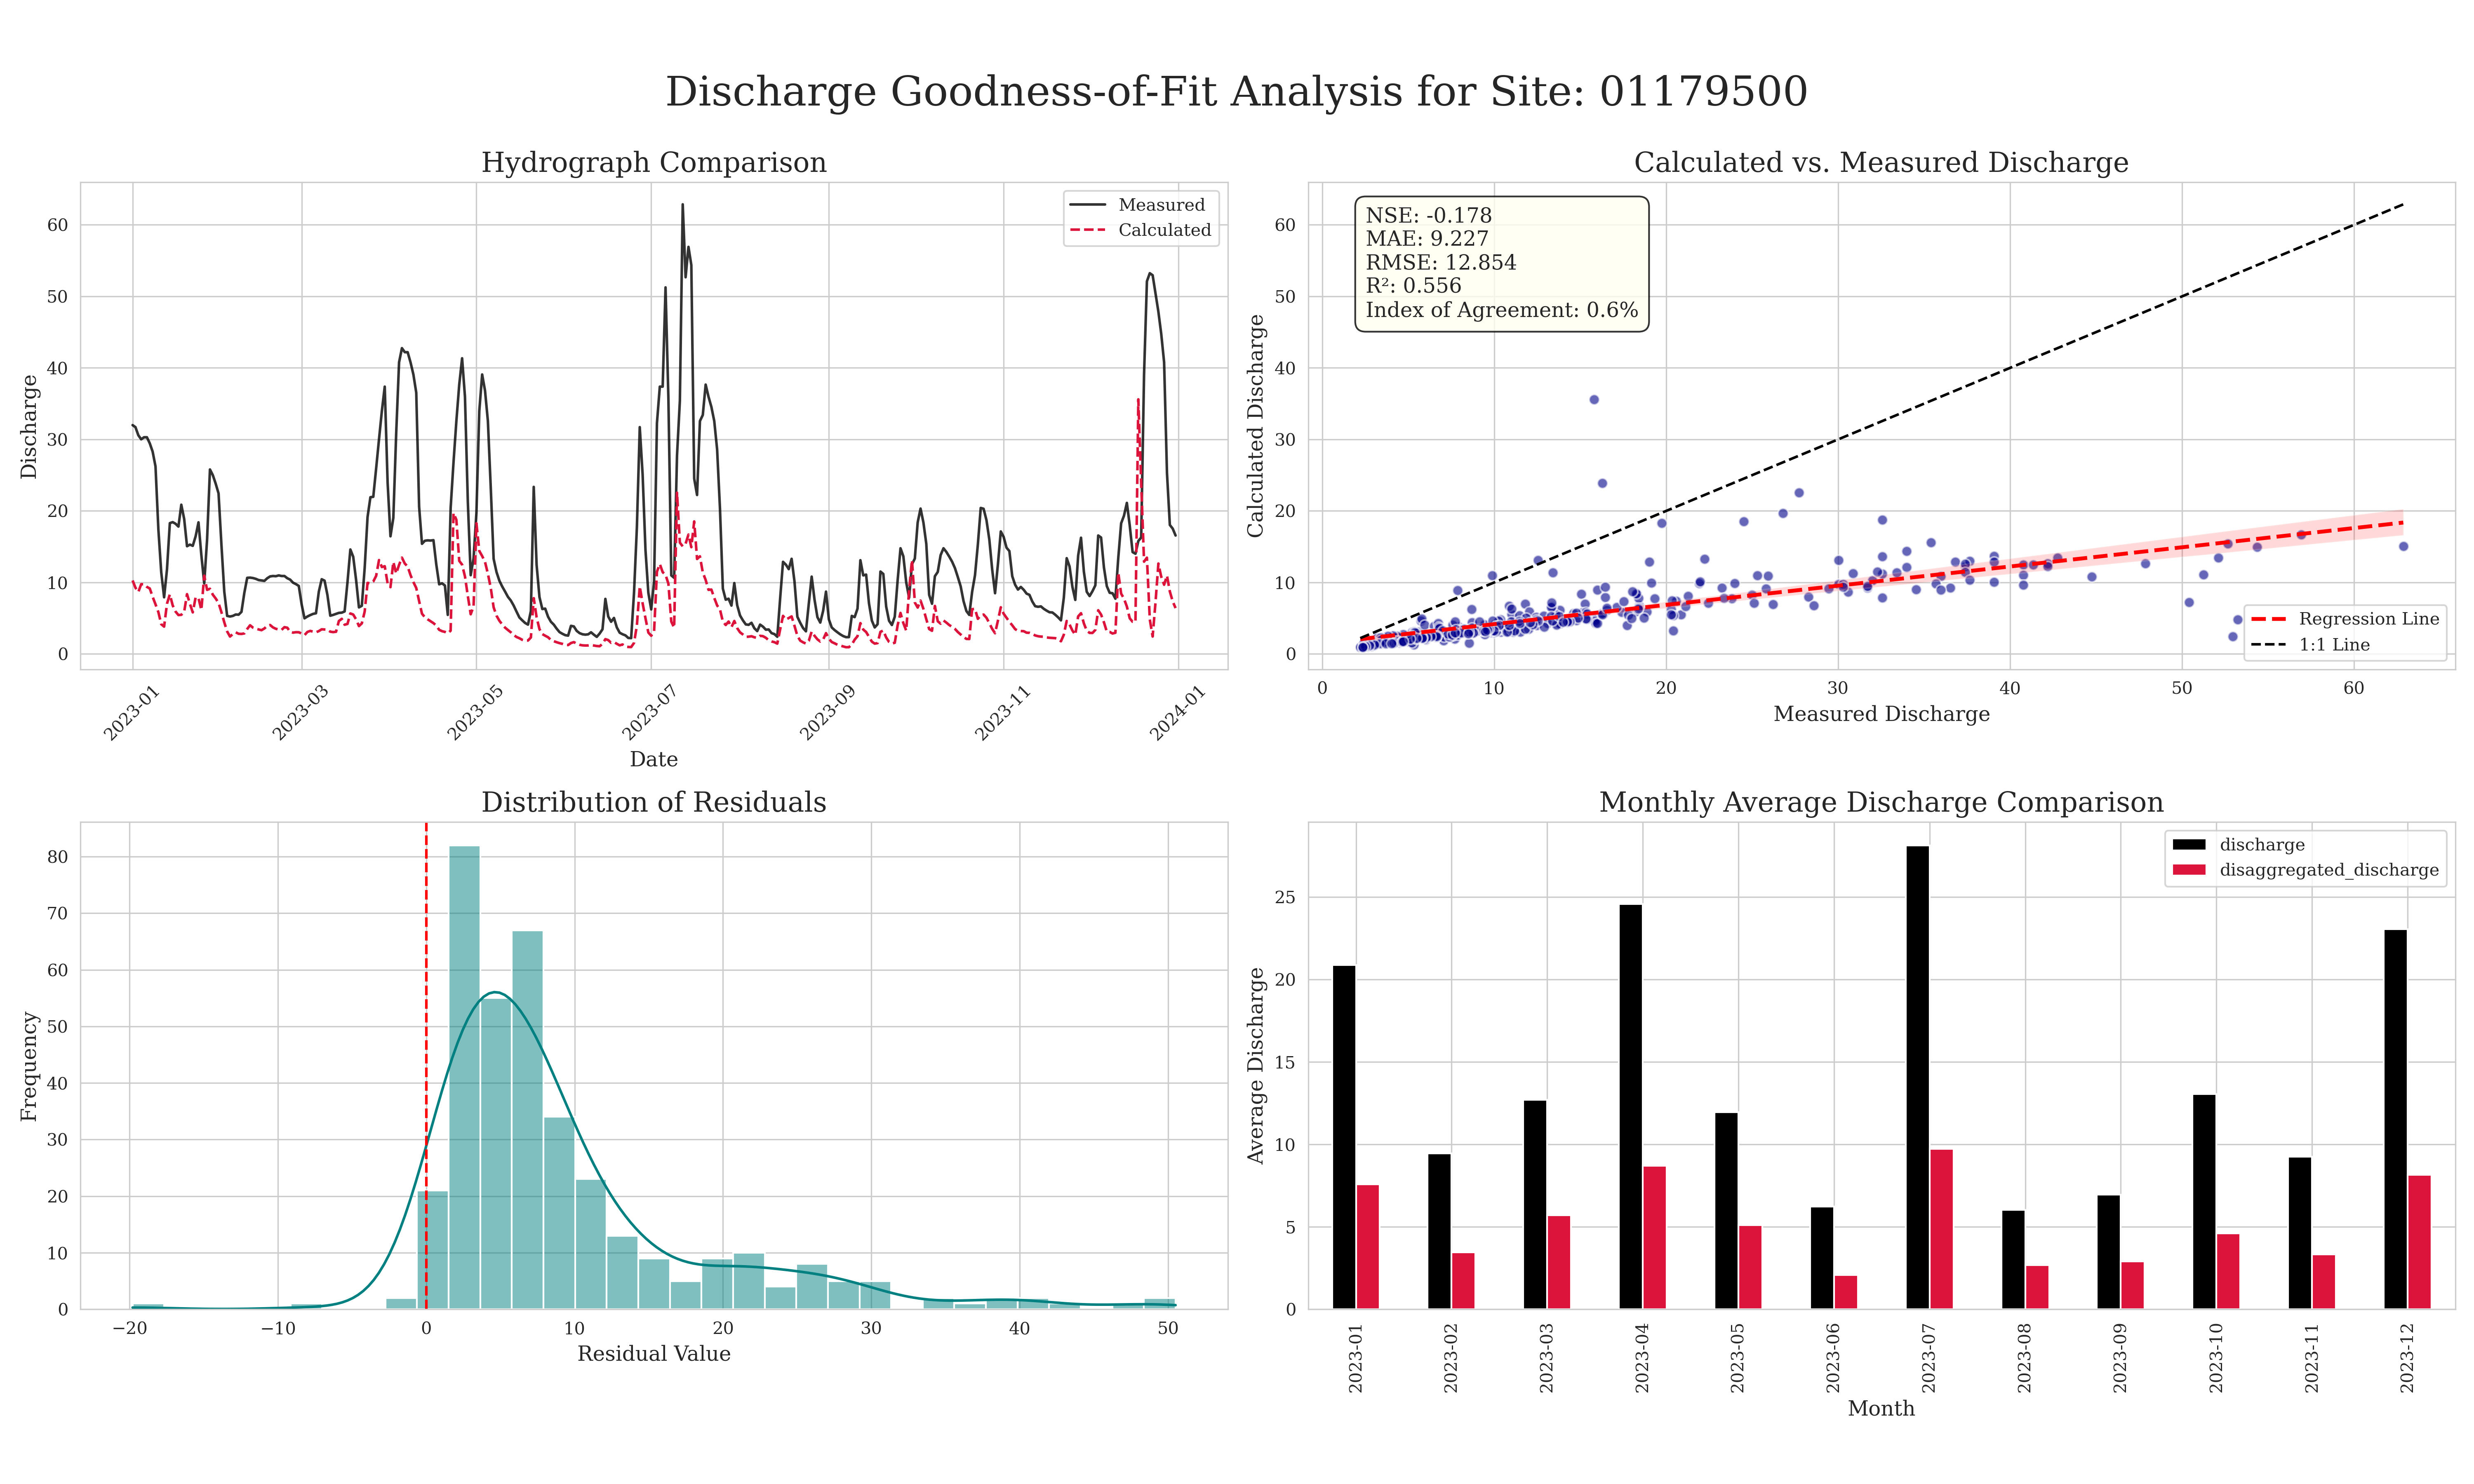 Discharge Goodness-of-Fit Analysis for Site: 01179500
Hydrograph Comparison
Discharge
60
50
40
30
20
10
0
Measured
Calculated
2023-01
2023-03
2023-05
2023-07
2023-09
2023-11
2024-01
Date
Calculated vs. Measured Discharge
Calculated Discharge
60
50
40
30
20
10
0
NSE: -0.178
MAE: 9.227
RMSE: 12.854
R²: 0.556
Index of Agreement: 0.6%
Regression Line
1:1 Line
0
10
20
30
40
50
60
Measured Discharge
Distribution of Residuals
Frequency
80
70
60
50
40
30
20
10
0
−20
−10
0
10
20
30
40
50
Residual Value
Monthly Average Discharge Comparison
Average Discharge
25
20
15
10
5
0
discharge
disaggregated_discharge
2023-01
2023-02
2023-03
2023-04
2023-05
2023-06
2023-07
2023-08
2023-09
2023-10
2023-11
2023-12
Month